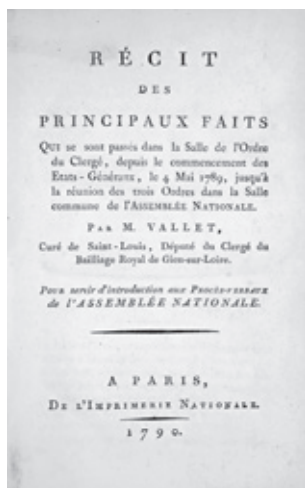 RÉCIT
DES
PRINCIPAUX FAITS
QUI se sont passés dans la Salle de l'Ordre
du Clergé, depuis le commencement des
Etats-Généraux, le 4 Mai 1789, jusqu'à
la réunion des trois Ordres dans la Salle
commune de l'ASSEMBLÉE NATIONALE.
PAR M. VALLET,
Curé de Saint-Louis, Député du Clergé du
Bailliage Royal de Gien-sur-Loire.
Pour servir d'introduction aux PROCÈS-VERBAUX
de l'ASSEMBLÉE NATIONALE.
A PARIS,
DE L'IMPRIMERIE NATIONALE.
1790.